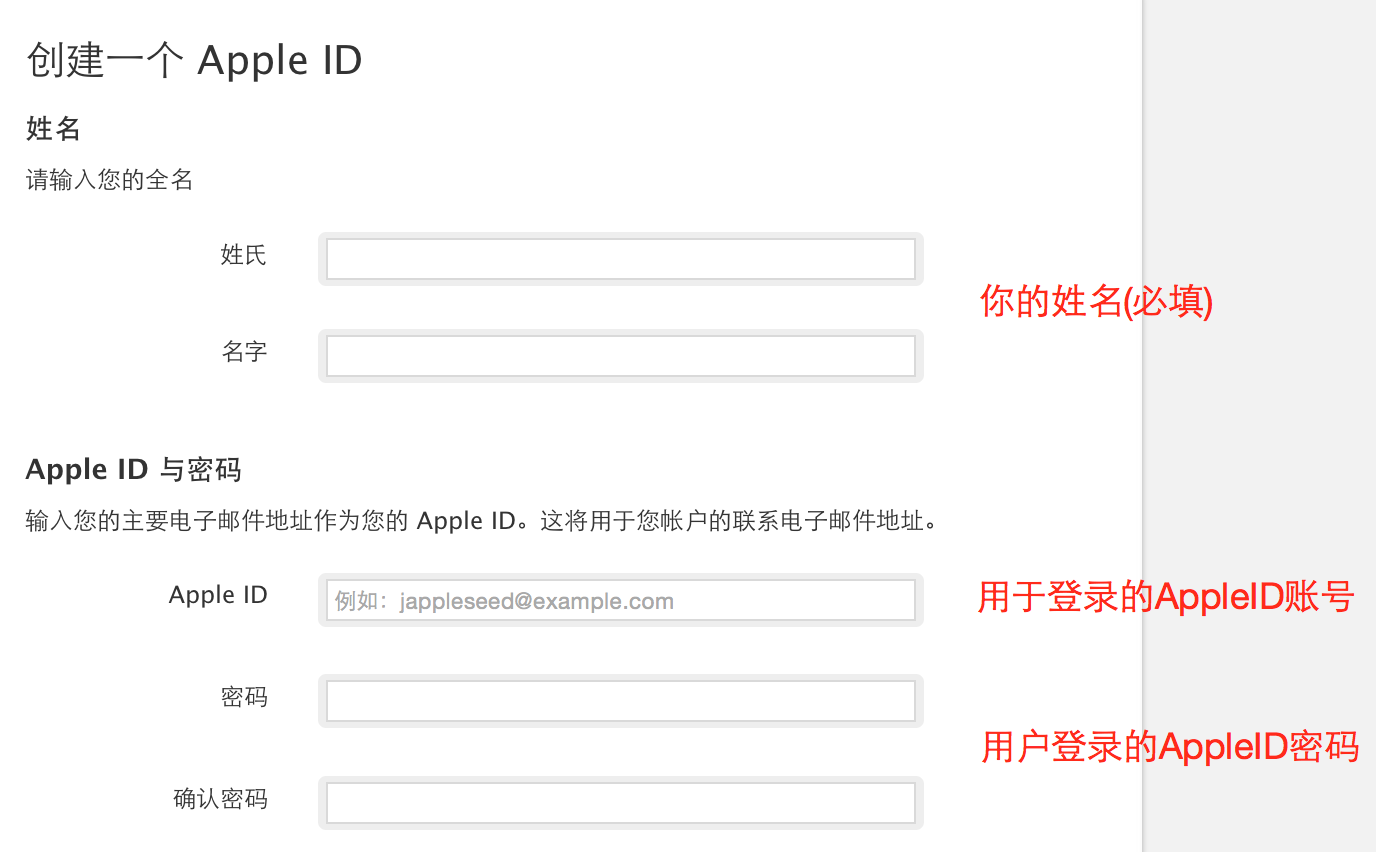 创建一个 Apple ID
姓名
请输入您的全名
姓氏
你的姓名(必填)
名字
Apple ID 与密码
输入您的主要电子邮件地址作为您的 Apple ID。这将用于您帐户的联系电子邮件地址。
Apple ID
例如：jappleseed@example.com
用于登录的AppleID账号
密码
用户登录的AppleID密码
确认密码